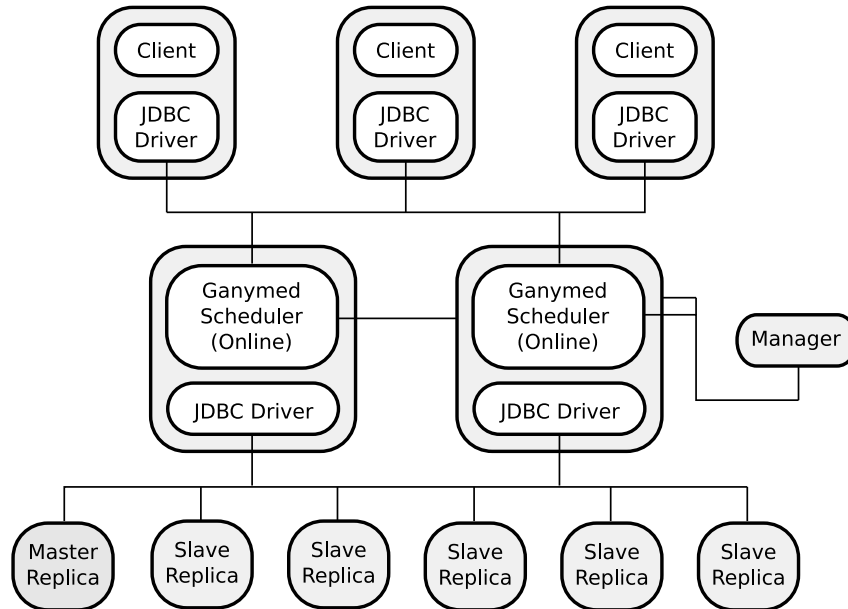 Client
JDBC
Driver
Client
JDBC
Driver
Client
JDBC
Driver
Ganymed
Scheduler
(Online)
JDBC Driver
Ganymed
Scheduler
(Online)
JDBC Driver
Manager
Master
Replica
Slave
Replica
Slave
Replica
Slave
Replica
Slave
Replica
Slave
Replica